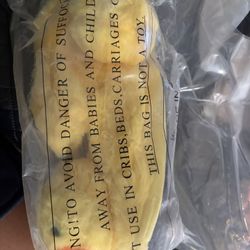 NG!TO AVOID DANGER OF SUFFOC
AWAY FROM BABIES AND CHILD
T USE IN CRIBS,BEDS,CARRIAGES O
THIS BAG IS NOT A TOY.